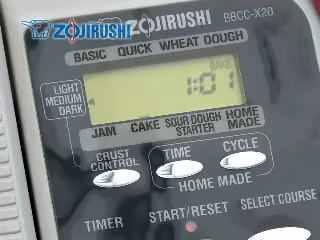 ZOJIRUSHI
ZOJIRUSHI BBCC-X20
BASIC QUICK WHEAT DOUGH
BAKE
1:01
LIGHT
MEDIUM
DARK
JAM CAKE SOUR DOUGH STARTER HOME MADE
CRUST CONTROL TIME CYCLE
HOME MADE
TIMER START/RESET SELECT COURSE